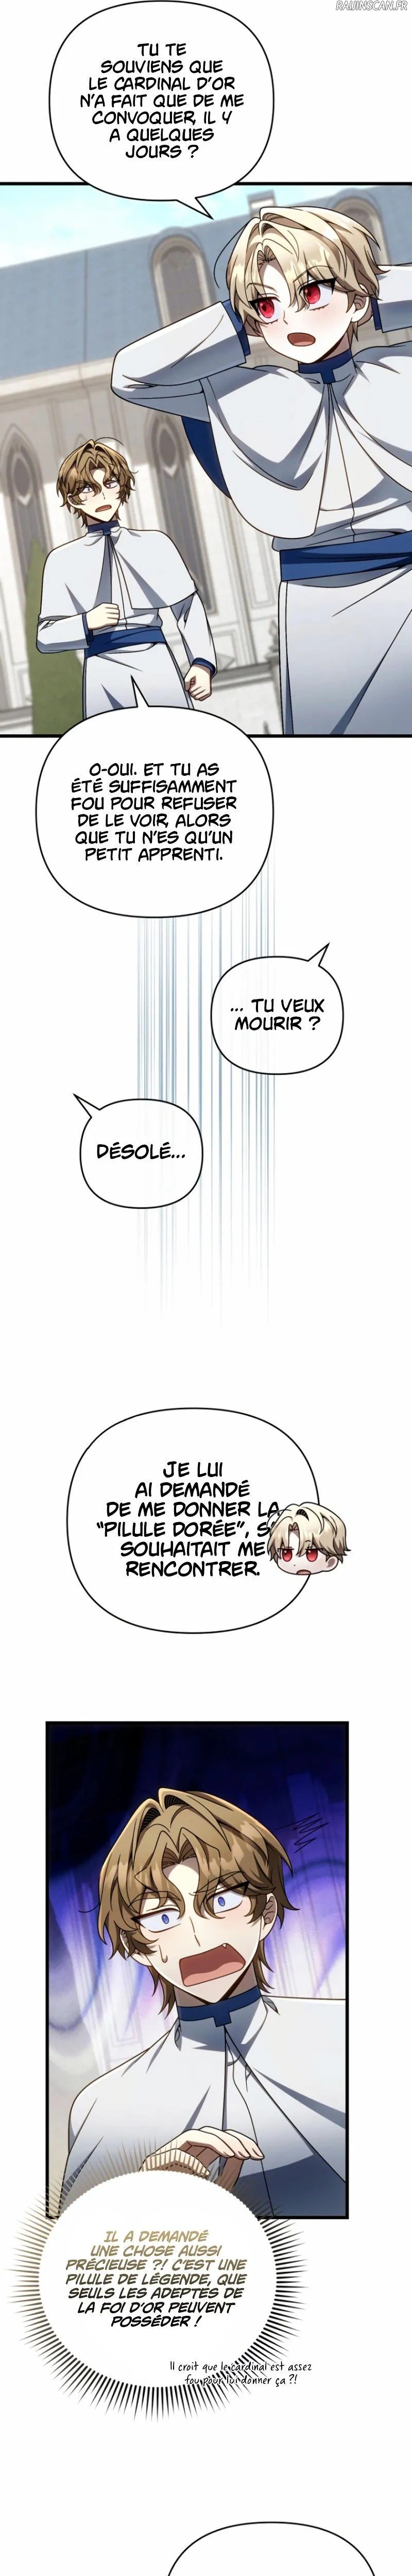 RAIJINSCAN.FR
TU TE
SOUVIENS QUE
LE CARDINAL D'OR
N'A FAIT QUE DE ME
CONVOQUER, IL Y
A QUELQUES
JOURS ?
O-OUI. ET TU AS
ÉTÉ SUFFISAMMENT
FOU POUR REFUSER
DE LE VOIR, ALORS
QUE TU N'ES QU'UN
PETIT APPRENTI.
... TU VEUX
MOURIR ?
DÉSOLÉ...
JE LUI
AI DEMANDÉ
DE ME DONNER LA
"PILULE DORÉE",
SOUHAITAIT ME
RENCONTRER.
IL A DEMANDÉ
UNE CHOSE AUSSI
PRÉCIEUSE ?! C'EST UNE
PILULE DE LÉGENDE, QUE
SEULS LES ADEPTES DE
LA FOI D'OR PEUVENT
POSSÉDER !
Il croit que le cardinal est assez
fou pour lui donner ça ?!